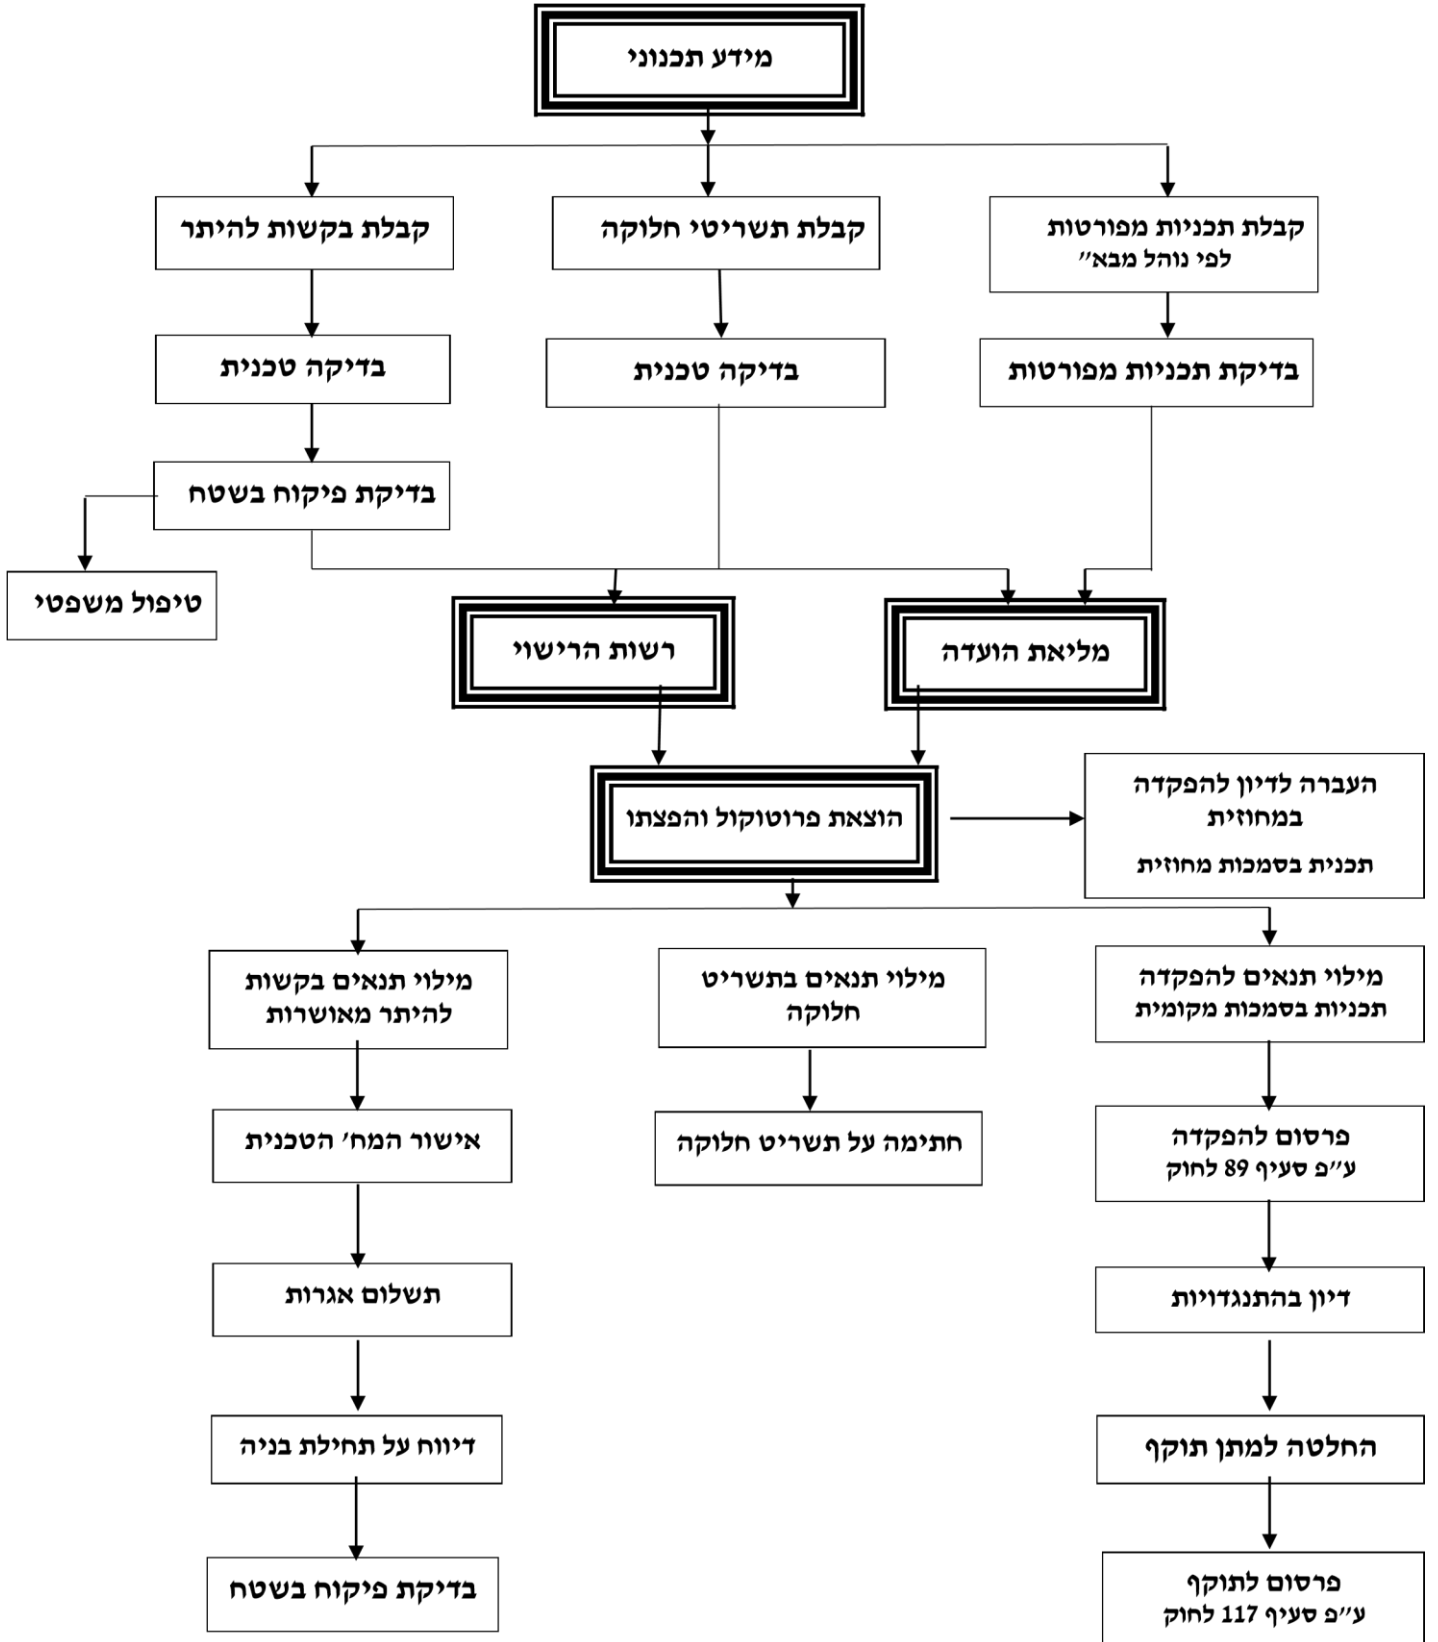 מידע תכנוני
קבלת תכניות מפורטות
לפי נוהל מבא״
קבלת תשריטי חלוקה
קבלת בקשות להיתר
בדיקת תכניות מפורטות
בדיקה טכנית
בדיקה טכנית
בדיקת פיקוח בשטח
טיפול משפטי
מליאת הועדה
רשות הרישוי
הוצאת פרוטוקול והפצתו
העברה לדיון להפקדה
במחוזית
תכנית בסמכות מחוזית
מילוי תנאים להפקדה
תכניות בסמכות מקומית
מילוי תנאים בתשריט
חלוקה
מילוי תנאים בקשות
להיתר מאושרות
פרסום להפקדה
ע״פ סעיף 89 לחוק
חתימה על תשריט חלוקה
אישור המח׳ הטכנית
דיון בהתנגדויות
תשלום אגרות
החלטה למתן תוקף
דיווח על תחילת בניה
פרסום לתוקף
ע״פ סעיף 117 לחוק
בדיקת פיקוח בשטח